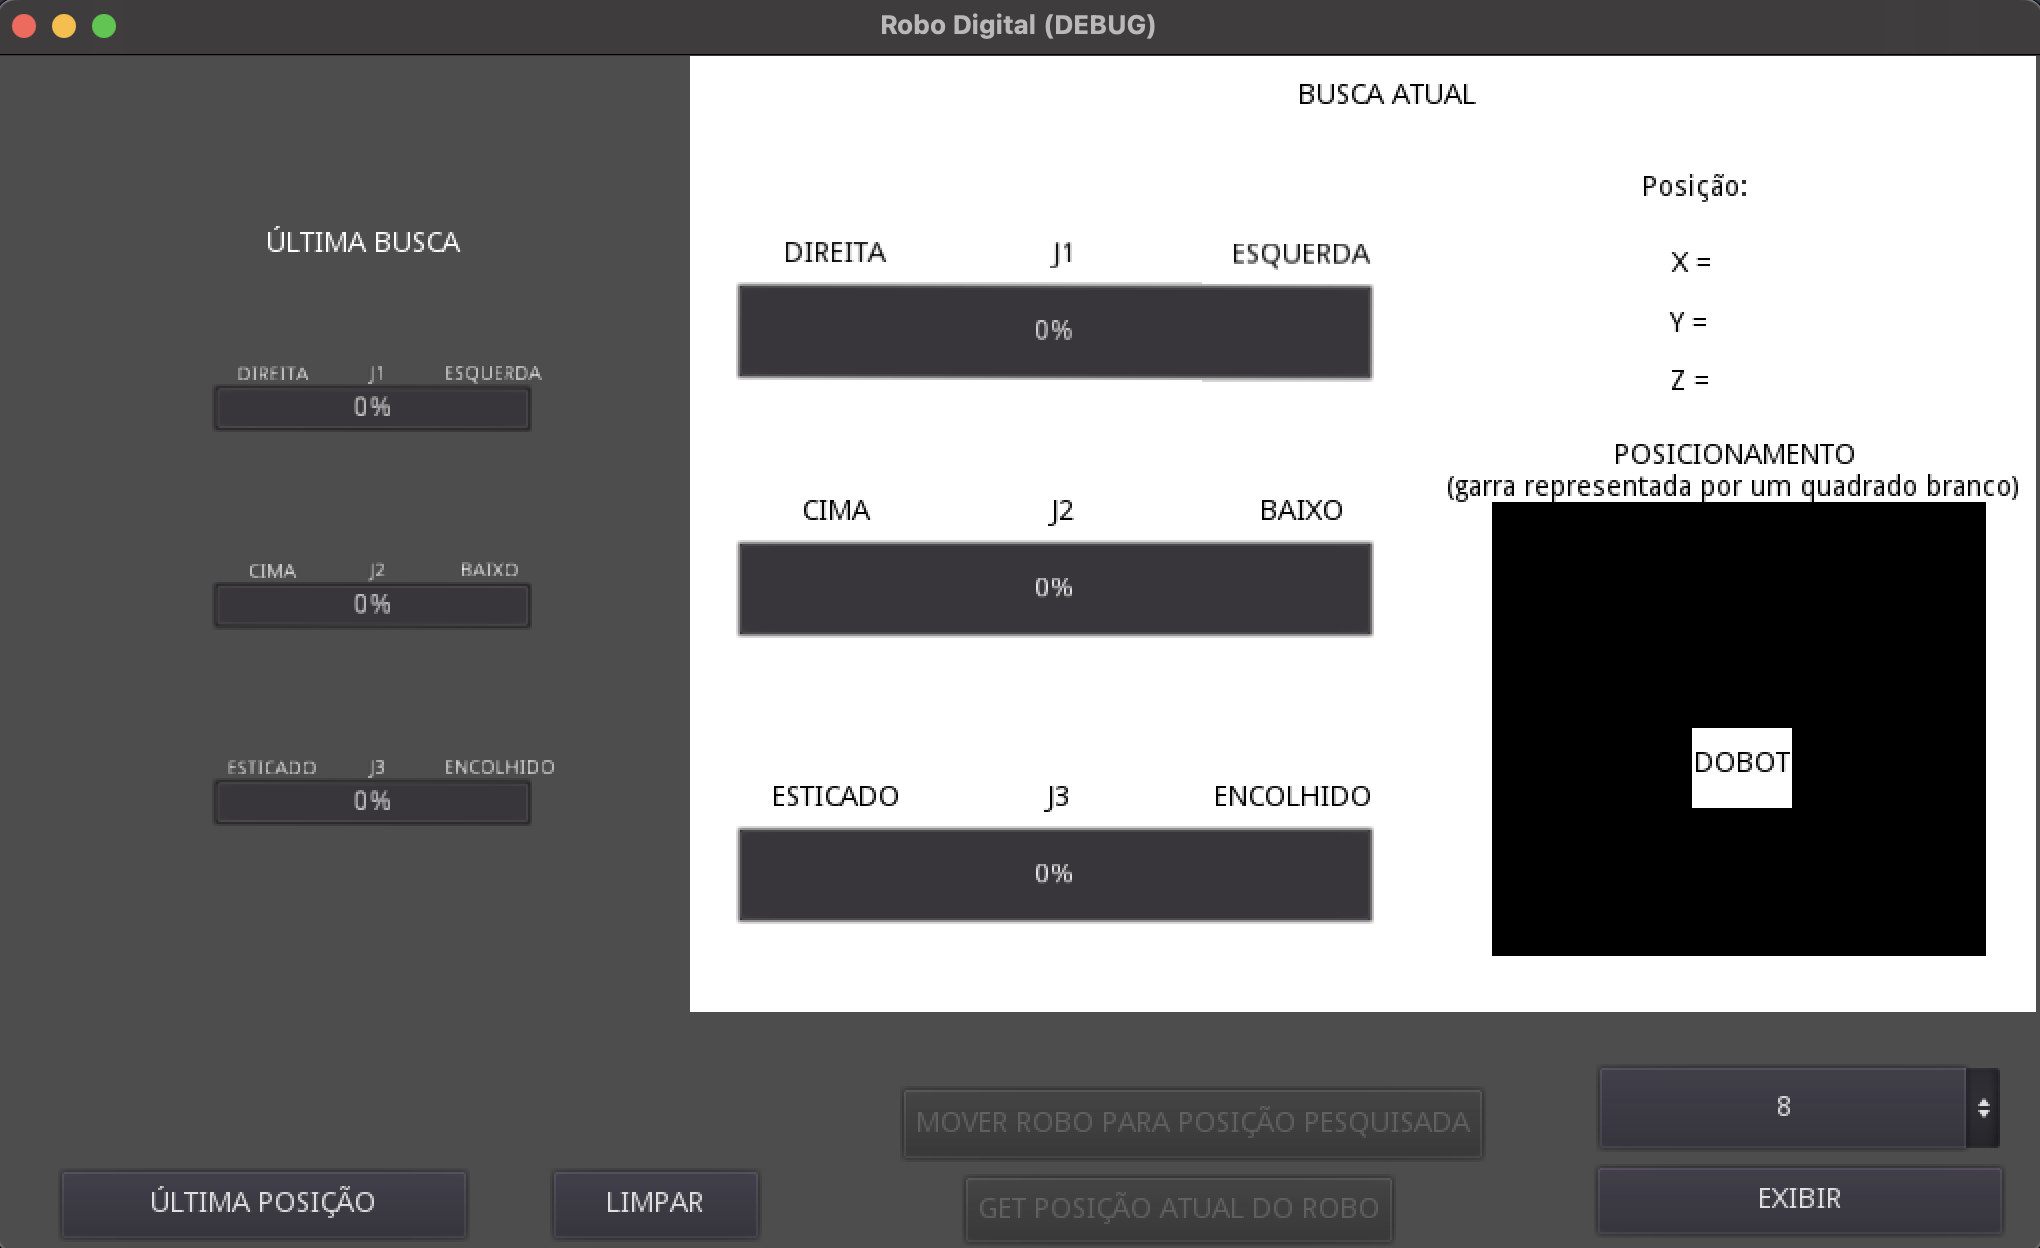 Robo Digital (DEBUG)
ÚLTIMA BUSCA
DIREITA J1 ESQUERDA
0%
CIMA J2 BAIXO
0%
ESTICADO J3 ENCOLHIDO
0%
BUSCA ATUAL
DIREITA J1 ESQUERDA
0%
CIMA J2 BAIXO
0%
ESTICADO J3 ENCOLHIDO
0%
Posição:
X =
Y =
Z =
POSICIONAMENTO
(garra representada por um quadrado branco)
DOBOT
MOVER ROBO PARA POSIÇÃO PESQUISADA
8
ÚLTIMA POSIÇÃO
LIMPAR
GET POSIÇÃO ATUAL DO ROBO
EXIBIR